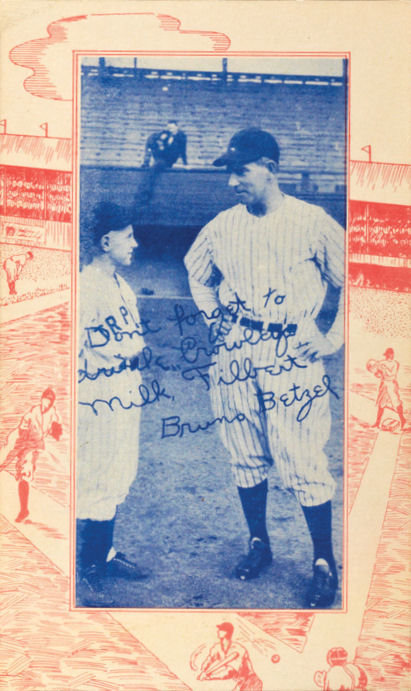 Don't forget to
drink, Crowley's
Milk, Filbert
Bruno Betzel